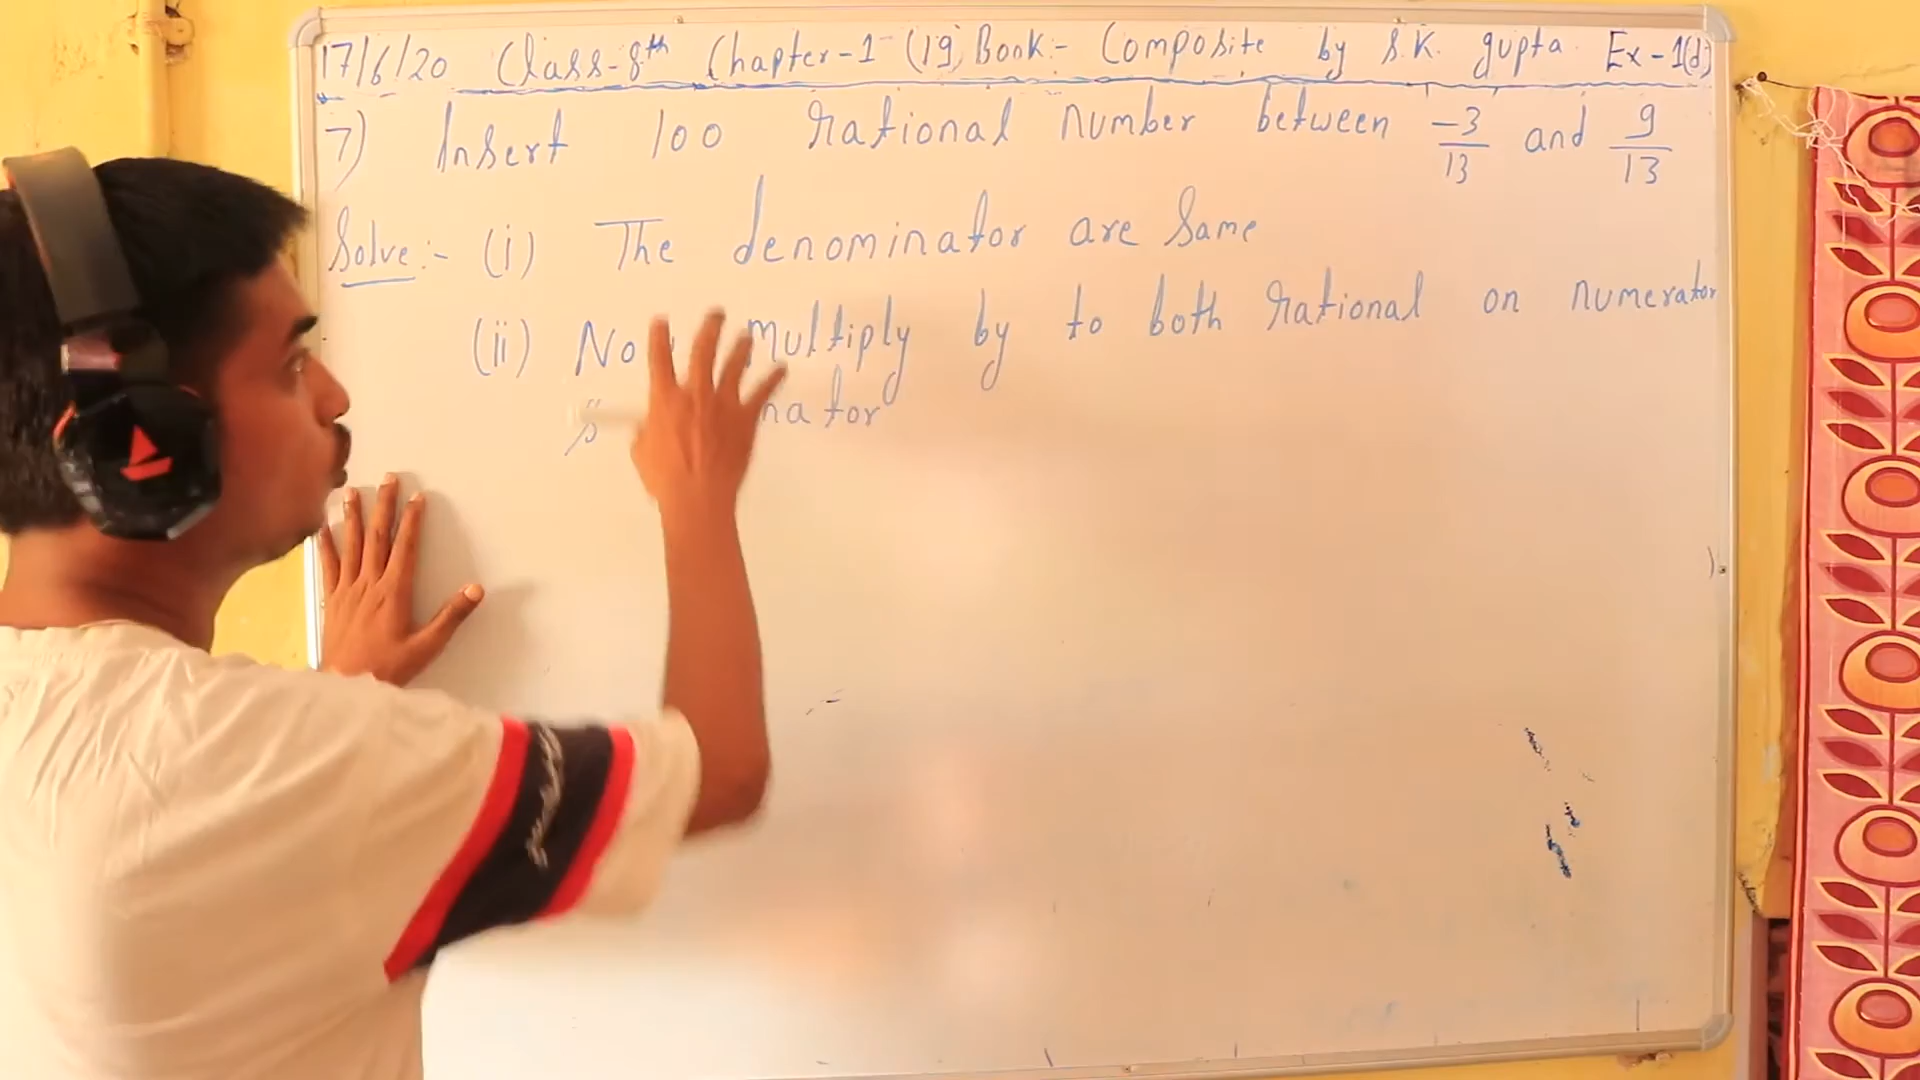 17/6/20 Class-8th Chapter-1 (19) Book:- Composite by S.K. gupta Ex-1(d)
7) Insert 100 rational number between -3/13 and 9/13
Solve:- (i) The denominator are same
(ii) multiply by to both rational on numerator